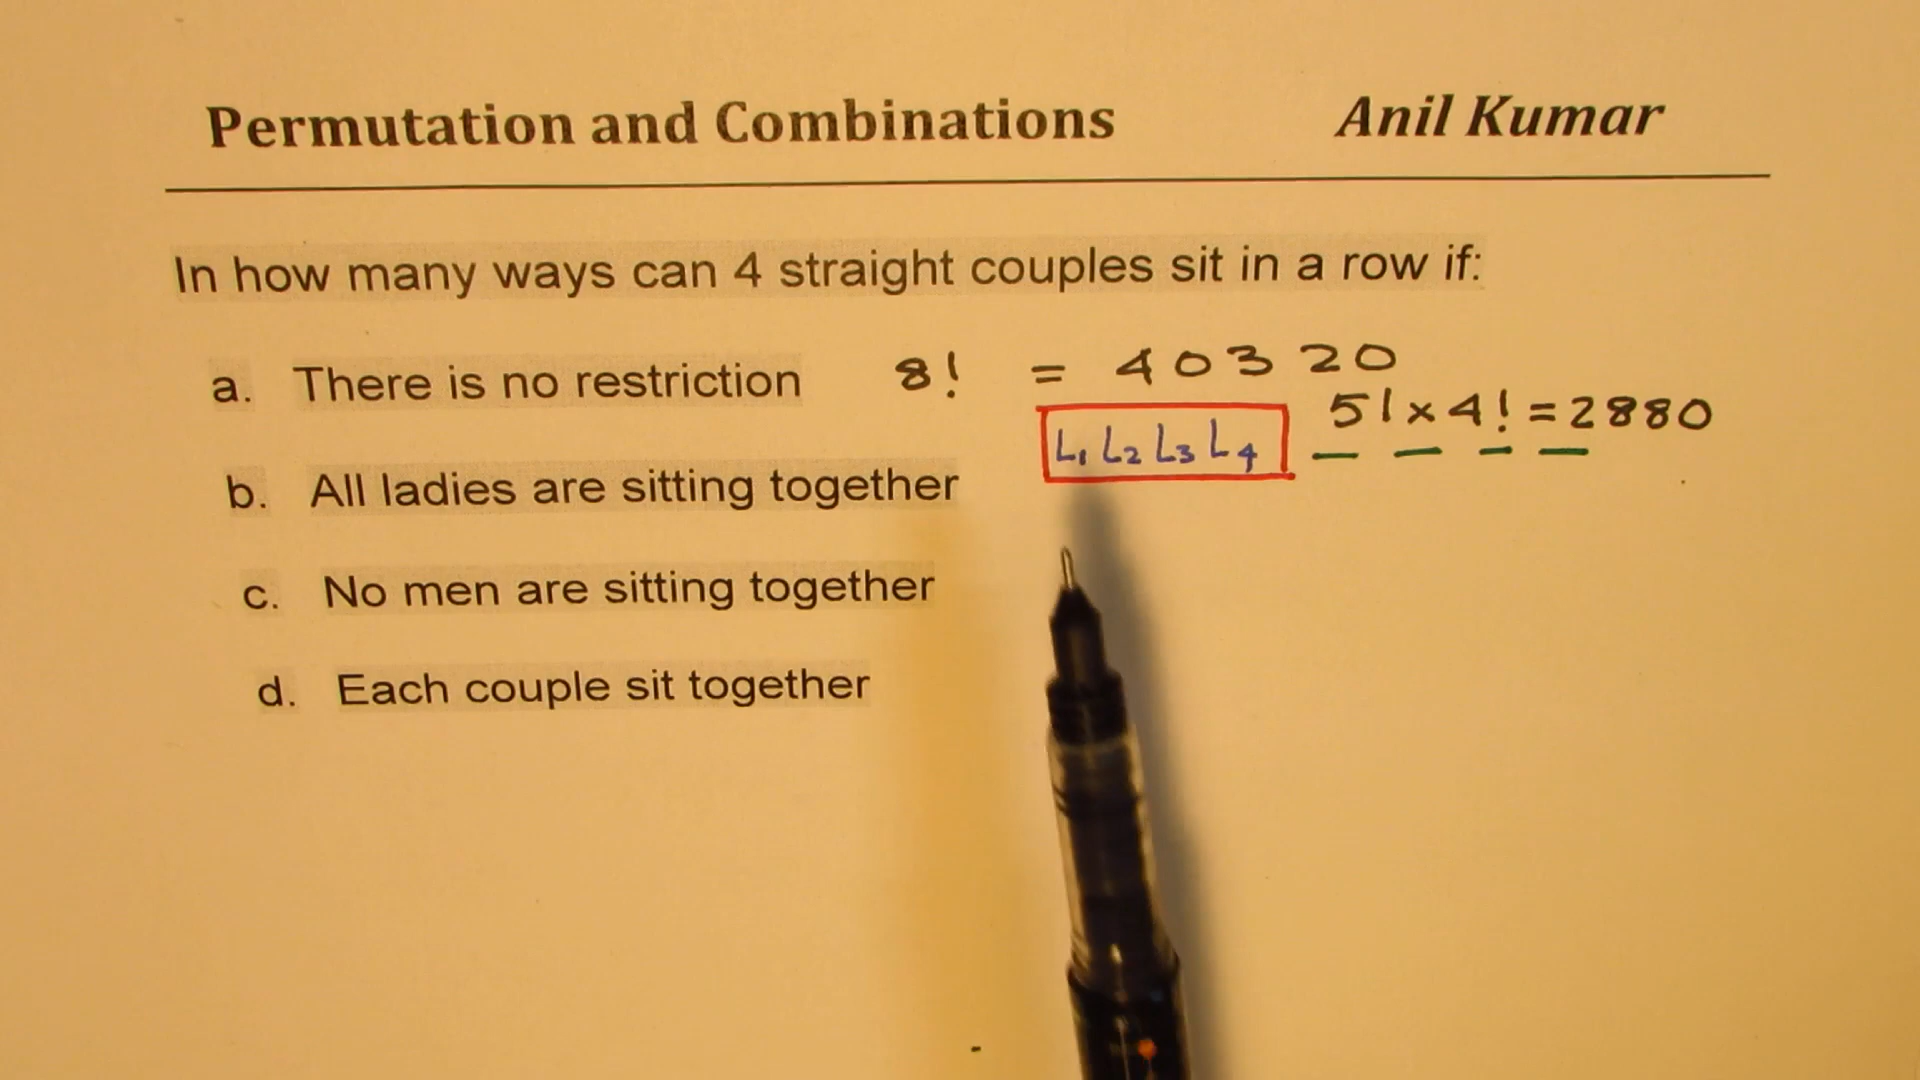 Permutation and Combinations Anil Kumar
In how many ways can 4 straight couples sit in a row if:
a. There is no restriction 8! = 40320
5! × 4! = 2880
L1 L2 L3 L4
b. All ladies are sitting together
c. No men are sitting together
d. Each couple sit together